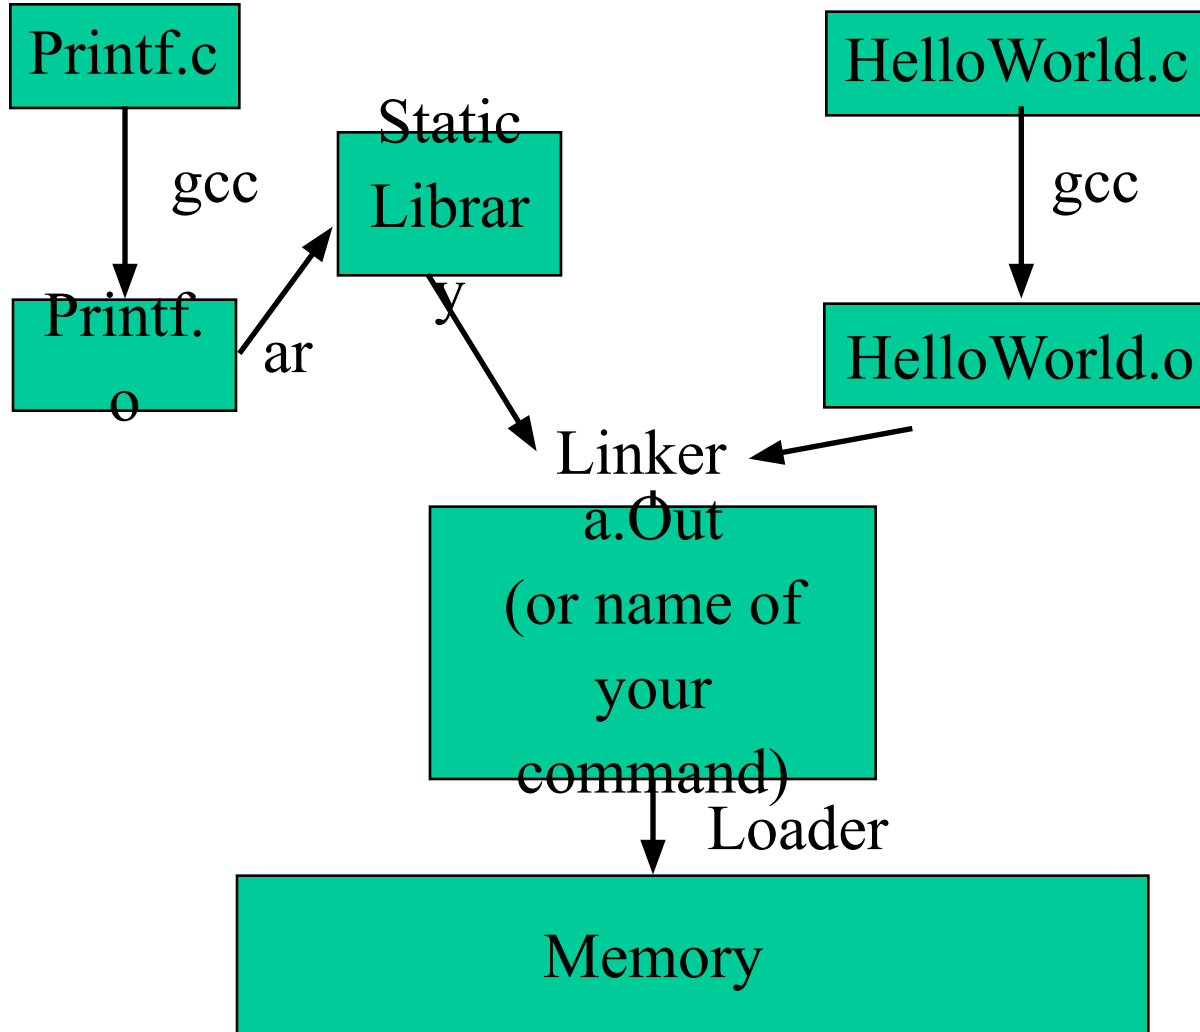 Printf.c
HelloWorld.c
Static
Librar
y
gcc
gcc
Printf.
o
ar
HelloWorld.o
Linker
a.Out
(or name of
your
command)
Loader
Memory